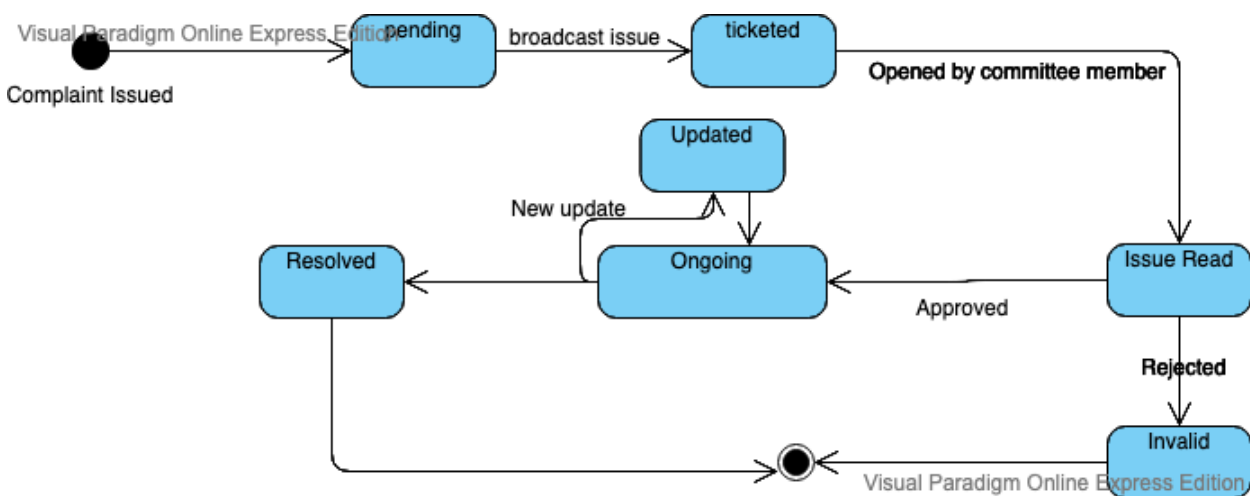 Visual Paradigm Online Express Edition
pending
broadcast issue
ticketed
Complaint Issued
Opened by committee member
Updated
New update
Resolved
Ongoing
Issue Read
Approved
Rejected
Invalid
Visual Paradigm Online Express Edition